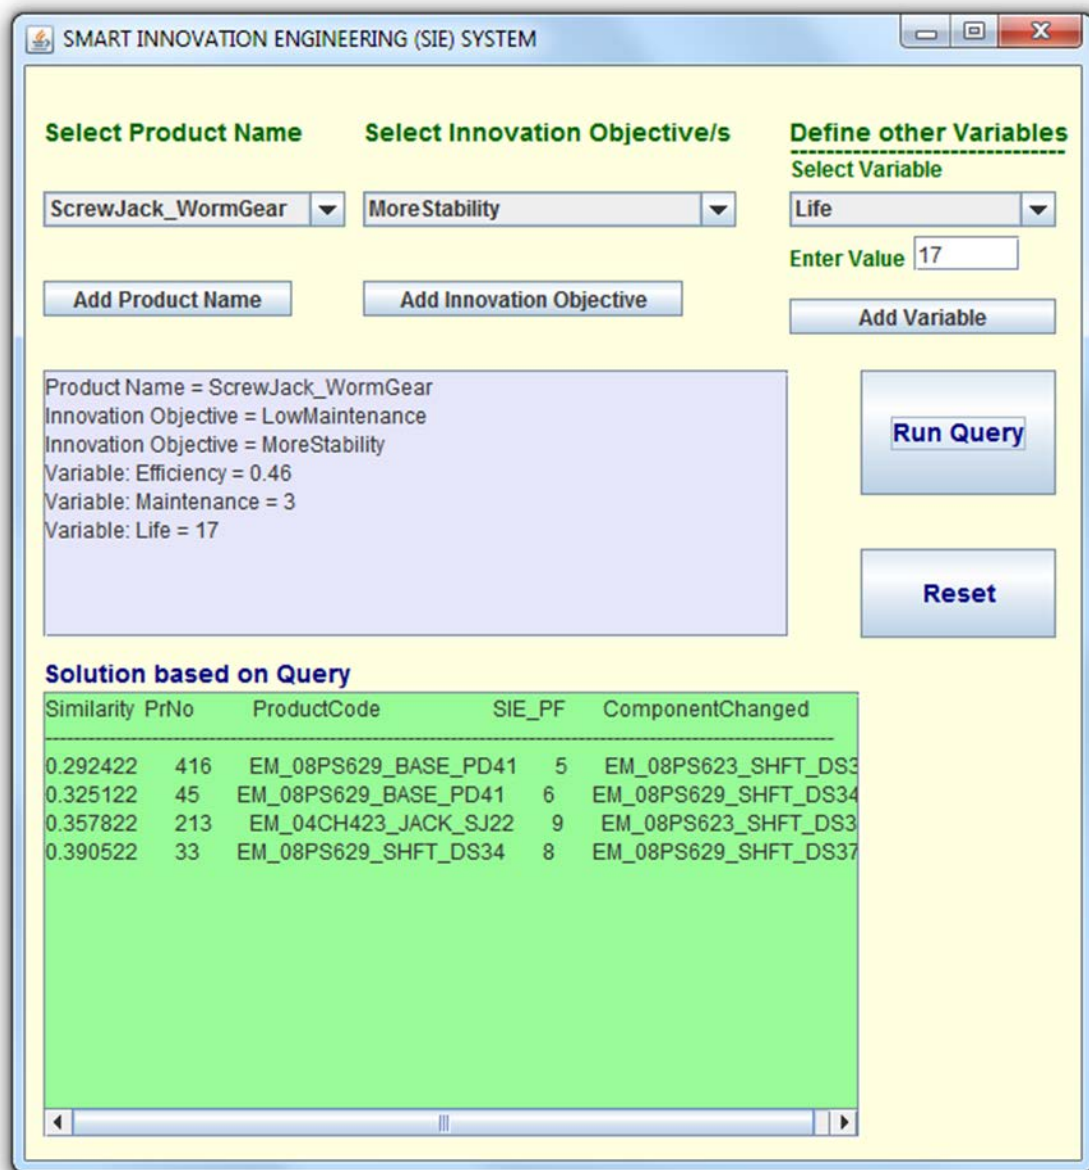 SMART INNOVATION ENGINEERING (SIE) SYSTEM
Select Product Name Select Innovation Objective/s Define other Variables
Select Variable
ScrewJack_WormGear MoreStability Life
Enter Value 17
Add Product Name Add Innovation Objective Add Variable
Product Name = ScrewJack_WormGear
Innovation Objective = LowMaintenance
Innovation Objective = MoreStability
Variable: Efficiency = 0.46
Variable: Maintenance = 3
Variable: Life = 17
Run Query
Reset
Solution based on Query
Similarity PrNo ProductCode SIE_PF ComponentChanged
0.292422 416 EM_08PS629_BASE_PD41 5 EM_08PS623_SHFT_DS3
0.325122 45 EM_08PS629_BASE_PD41 6 EM_08PS629_SHFT_DS34
0.357822 213 EM_04CH423_JACK_SJ22 9 EM_08PS623_SHFT_DS3
0.390522 33 EM_08PS629_SHFT_DS34 8 EM_08PS629_SHFT_DS37